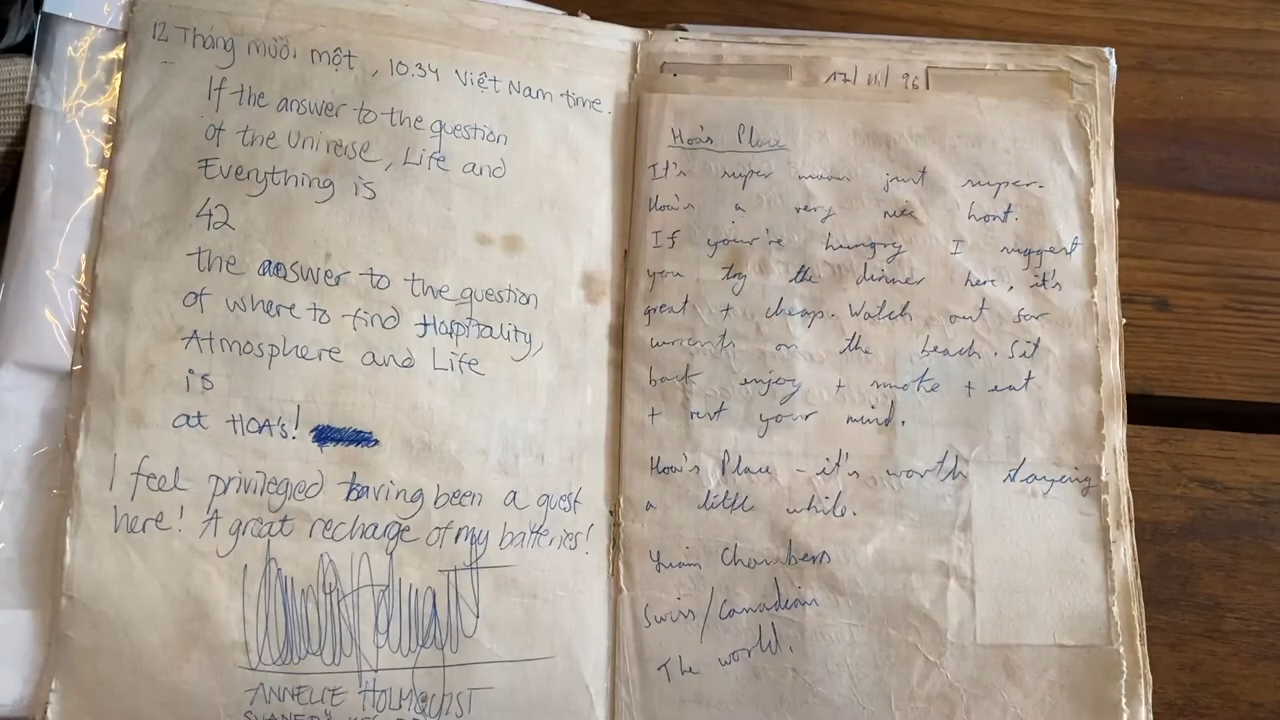 12 Tháng mười một, 10.34 Việt Nam time.
If the answer to the question
of the Universe, Life and
Everything is
42
the answer to the question
of where to find Hospitality,
Atmosphere and Life
is
at HOA's!
I feel privilegied having been a guest
here! A great recharge of my batteries!
ANNELIE HOLMQVIST
17/III/96
Hoa's Place
It's super man just super.
Hoa's a very nice host.
If your're hungry I suggest
you try the dinner here, it's
great + cheap. Watch out for
currents on the beach. Sit
back enjoy + smoke + eat
+ rest your mind.
Hoa's Place - it's worth staying
a little while.
Chambers
Swiss/Canadian
The world.